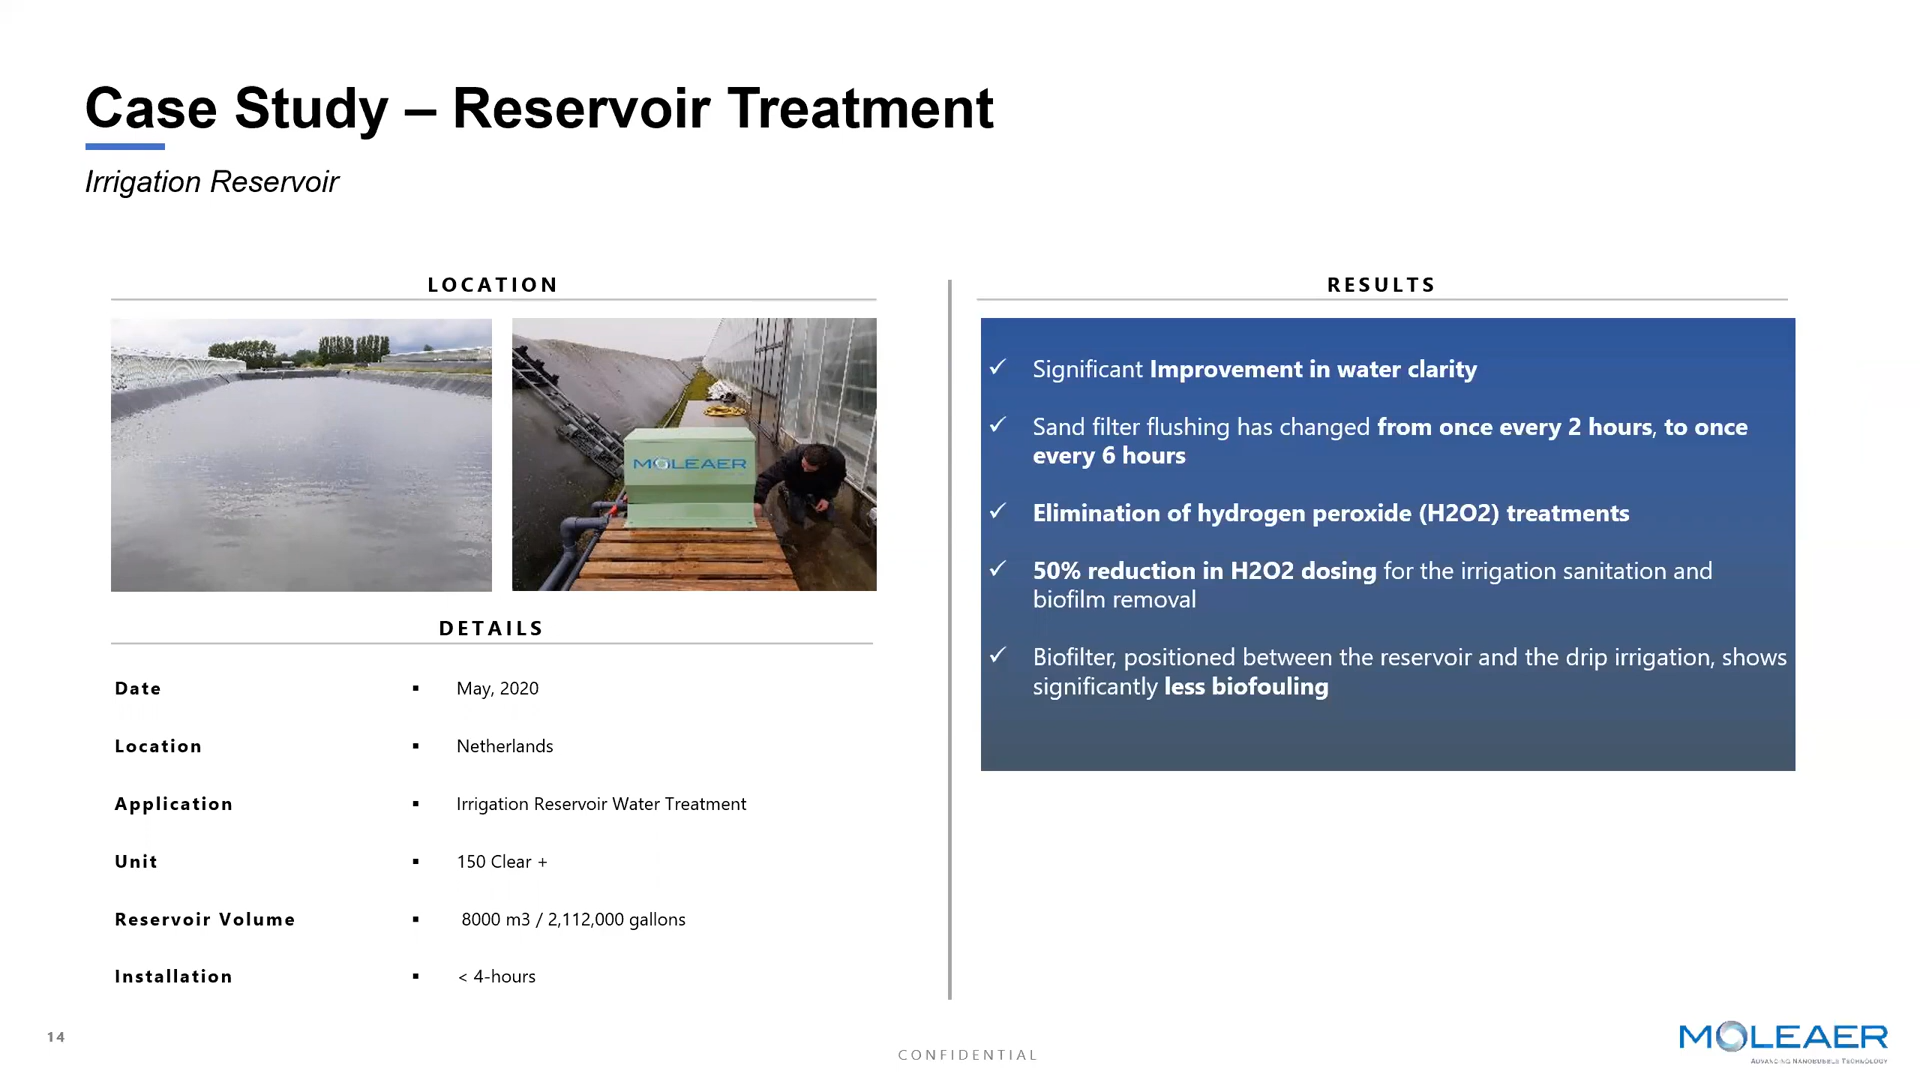 Case Study – Reservoir Treatment
Irrigation Reservoir
LOCATION
MOLEAER
DETAILS
Date ▪ May, 2020
Location ▪ Netherlands
Application ▪ Irrigation Reservoir Water Treatment
Unit ▪ 150 Clear +
Reservoir Volume ▪ 8000 m3 / 2,112,000 gallons
Installation ▪ < 4-hours
RESULTS
✓ Significant Improvement in water clarity
✓ Sand filter flushing has changed from once every 2 hours, to once
every 6 hours
✓ Elimination of hydrogen peroxide (H2O2) treatments
✓ 50% reduction in H2O2 dosing for the irrigation sanitation and
biofilm removal
✓ Biofilter, positioned between the reservoir and the drip irrigation, shows
significantly less biofouling
14
CONFIDENTIAL
MOLEAER
ADVANCING NANOBUBBLE TECHNOLOGY